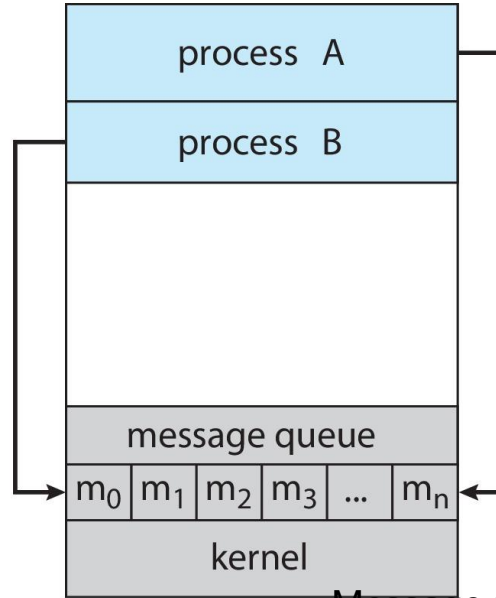 process A
process B
message queue
m₀ m₁ m₂ m₃ ... mₙ
kernel